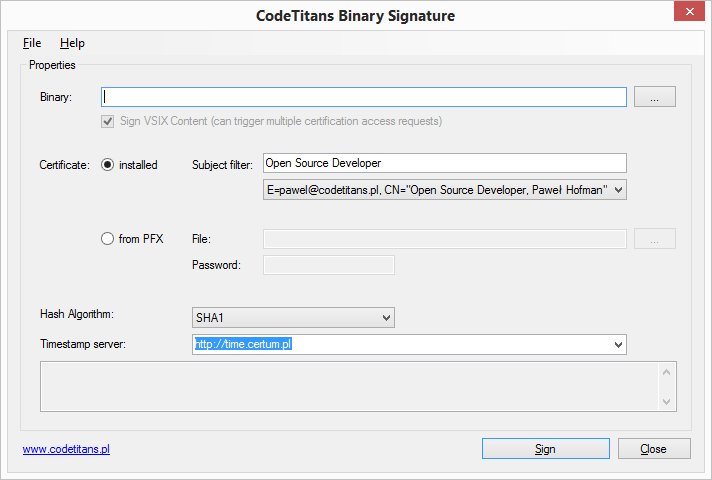 CodeTitans Binary Signature
File Help
Properties
Binary: ...
Sign VSIX Content (can trigger multiple certification access requests)
Certificate: installed Subject filter: Open Source Developer
E=pawel@codetitans.pl, CN="Open Source Developer, Paweł Hofman"
from PFX File: ...
Password:
Hash Algorithm: SHA1
Timestamp server: http://time.certum.pl
www.codetitans.pl Sign Close